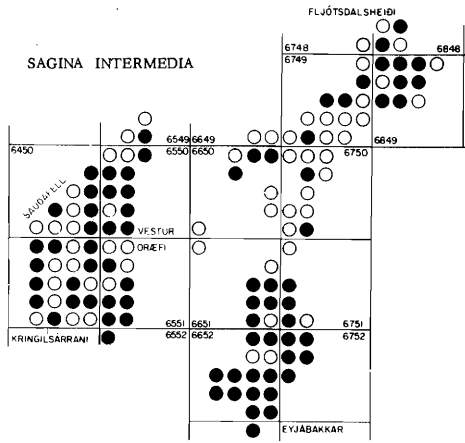 FLJÓTSDALSHEIÐI
6748 6848
6749
SAGINA INTERMEDIA
6549 6649 6849
6450 6550 6650 6750
SAUÐAFELL
VESTUR
ÖRÆFI
6551 6651 6751
KRINGILSÁRRANI 6552 6652 6752
EYJABAKKAR